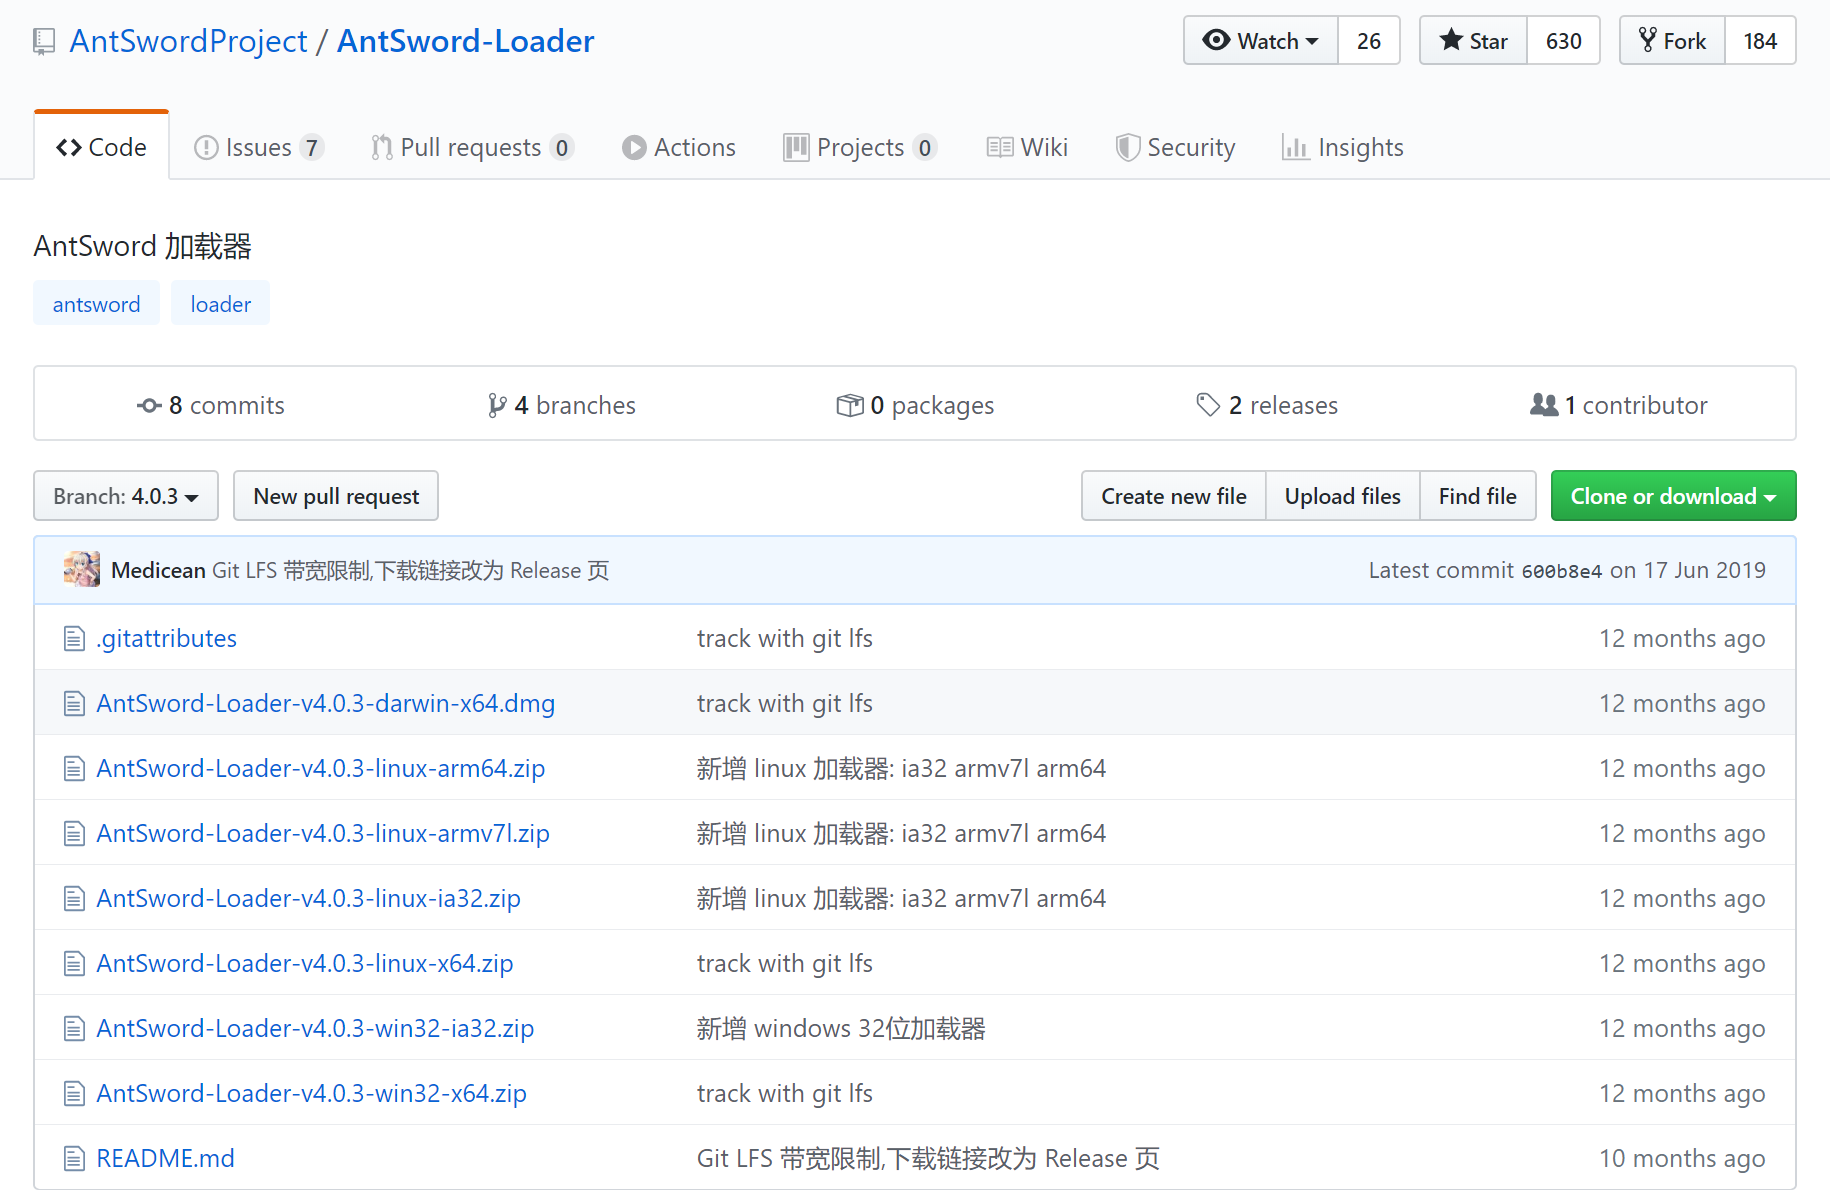 AntSwordProject / AntSword-Loader Watch 26 Star 630 Fork 184
Code Issues 7 Pull requests 0 Actions Projects 0 Wiki Security Insights
AntSword 加载器
antsword loader
8 commits 4 branches 0 packages 2 releases 1 contributor
Branch: 4.0.3 New pull request Create new file Upload files Find file Clone or download
Medicean Git LFS 带宽限制,下载链接改为 Release 页 Latest commit 600b8e4 on 17 Jun 2019
.gitattributes track with git lfs 12 months ago
AntSword-Loader-v4.0.3-darwin-x64.dmg track with git lfs 12 months ago
AntSword-Loader-v4.0.3-linux-arm64.zip 新增 linux 加载器: ia32 armv7l arm64 12 months ago
AntSword-Loader-v4.0.3-linux-armv7l.zip 新增 linux 加载器: ia32 armv7l arm64 12 months ago
AntSword-Loader-v4.0.3-linux-ia32.zip 新增 linux 加载器: ia32 armv7l arm64 12 months ago
AntSword-Loader-v4.0.3-linux-x64.zip track with git lfs 12 months ago
AntSword-Loader-v4.0.3-win32-ia32.zip 新增 windows 32位加载器 12 months ago
AntSword-Loader-v4.0.3-win32-x64.zip track with git lfs 12 months ago
README.md Git LFS 带宽限制,下载链接改为 Release 页 10 months ago